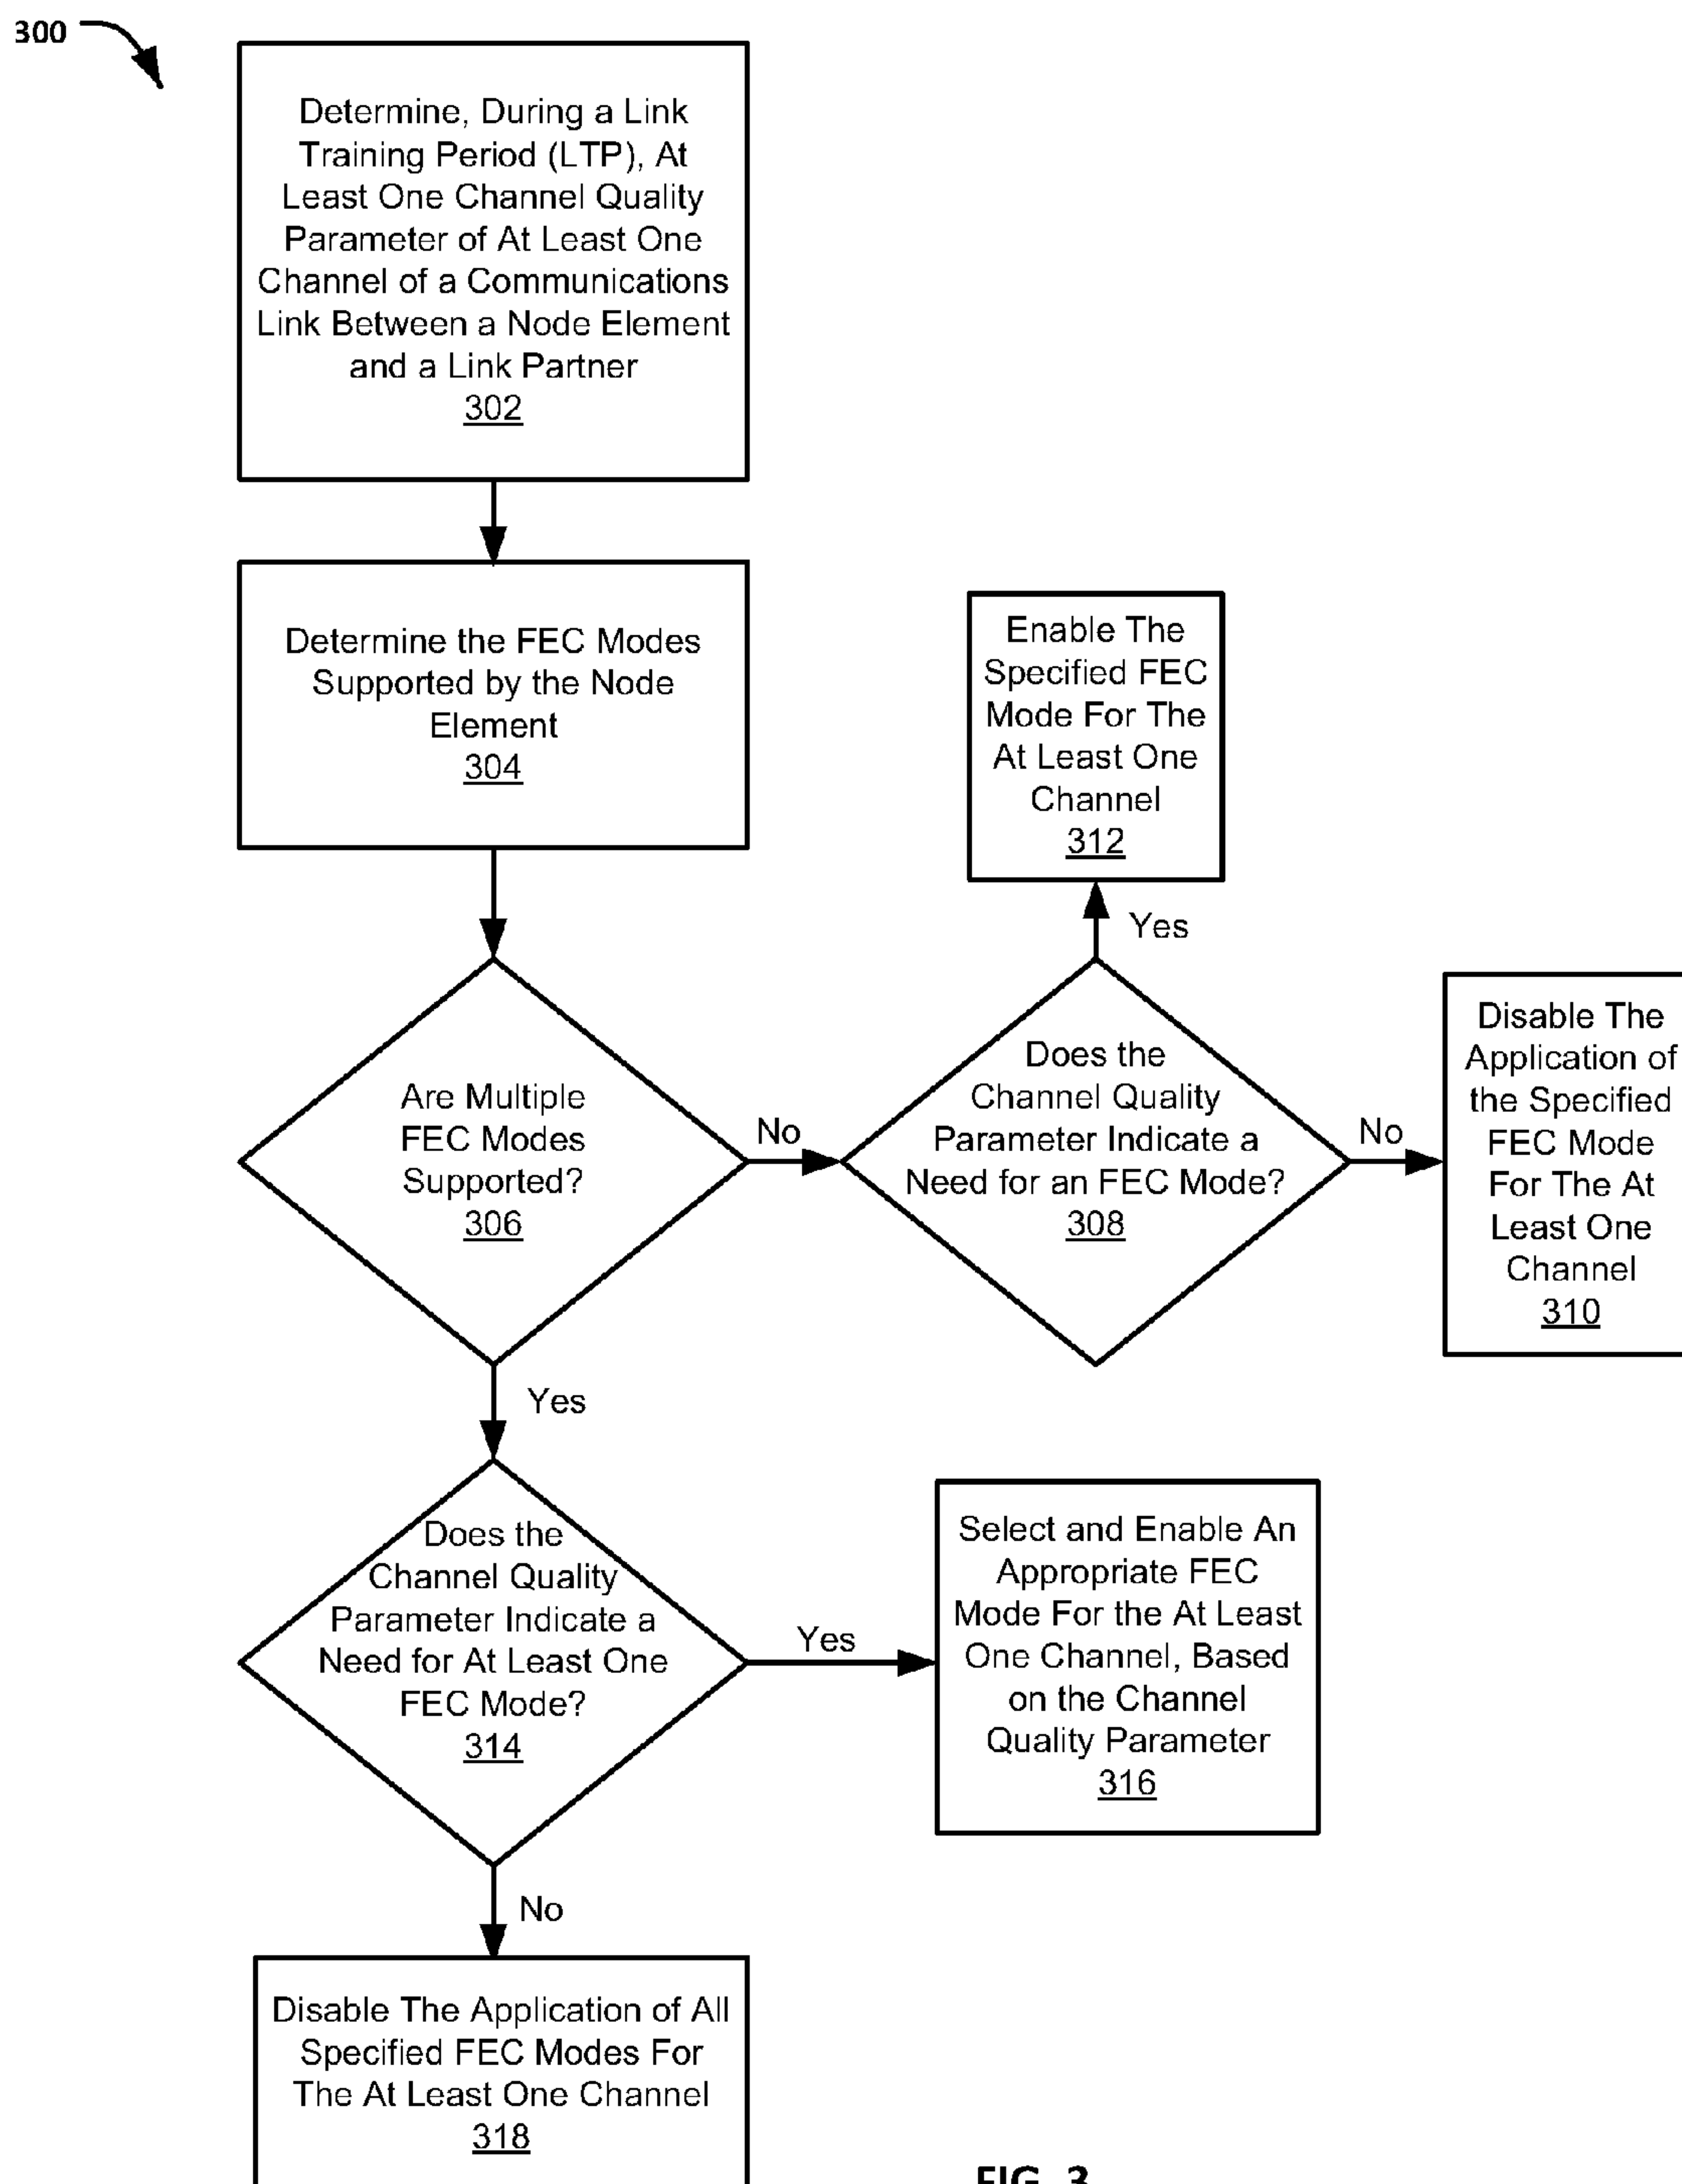 300
Determine, During a Link
Training Period (LTP), At
Least One Channel Quality
Parameter of At Least One
Channel of a Communications
Link Between a Node Element
and a Link Partner
302
Determine the FEC Modes
Supported by the Node
Element
304
Enable The
Specified FEC
Mode For The
At Least One
Channel
312
Yes
Are Multiple
FEC Modes
Supported?
306
No
Does the
Channel Quality
Parameter Indicate a
Need for an FEC Mode?
308
No
Disable The
Application of
the Specified
FEC Mode
For The At
Least One
Channel
310
Yes
Does the
Channel Quality
Parameter Indicate a
Need for At Least One
FEC Mode?
314
Yes
Select and Enable An
Appropriate FEC
Mode For the At Least
One Channel, Based
on the Channel
Quality Parameter
316
No
Disable The Application of All
Specified FEC Modes For
The At Least One Channel
318
FIG. 3